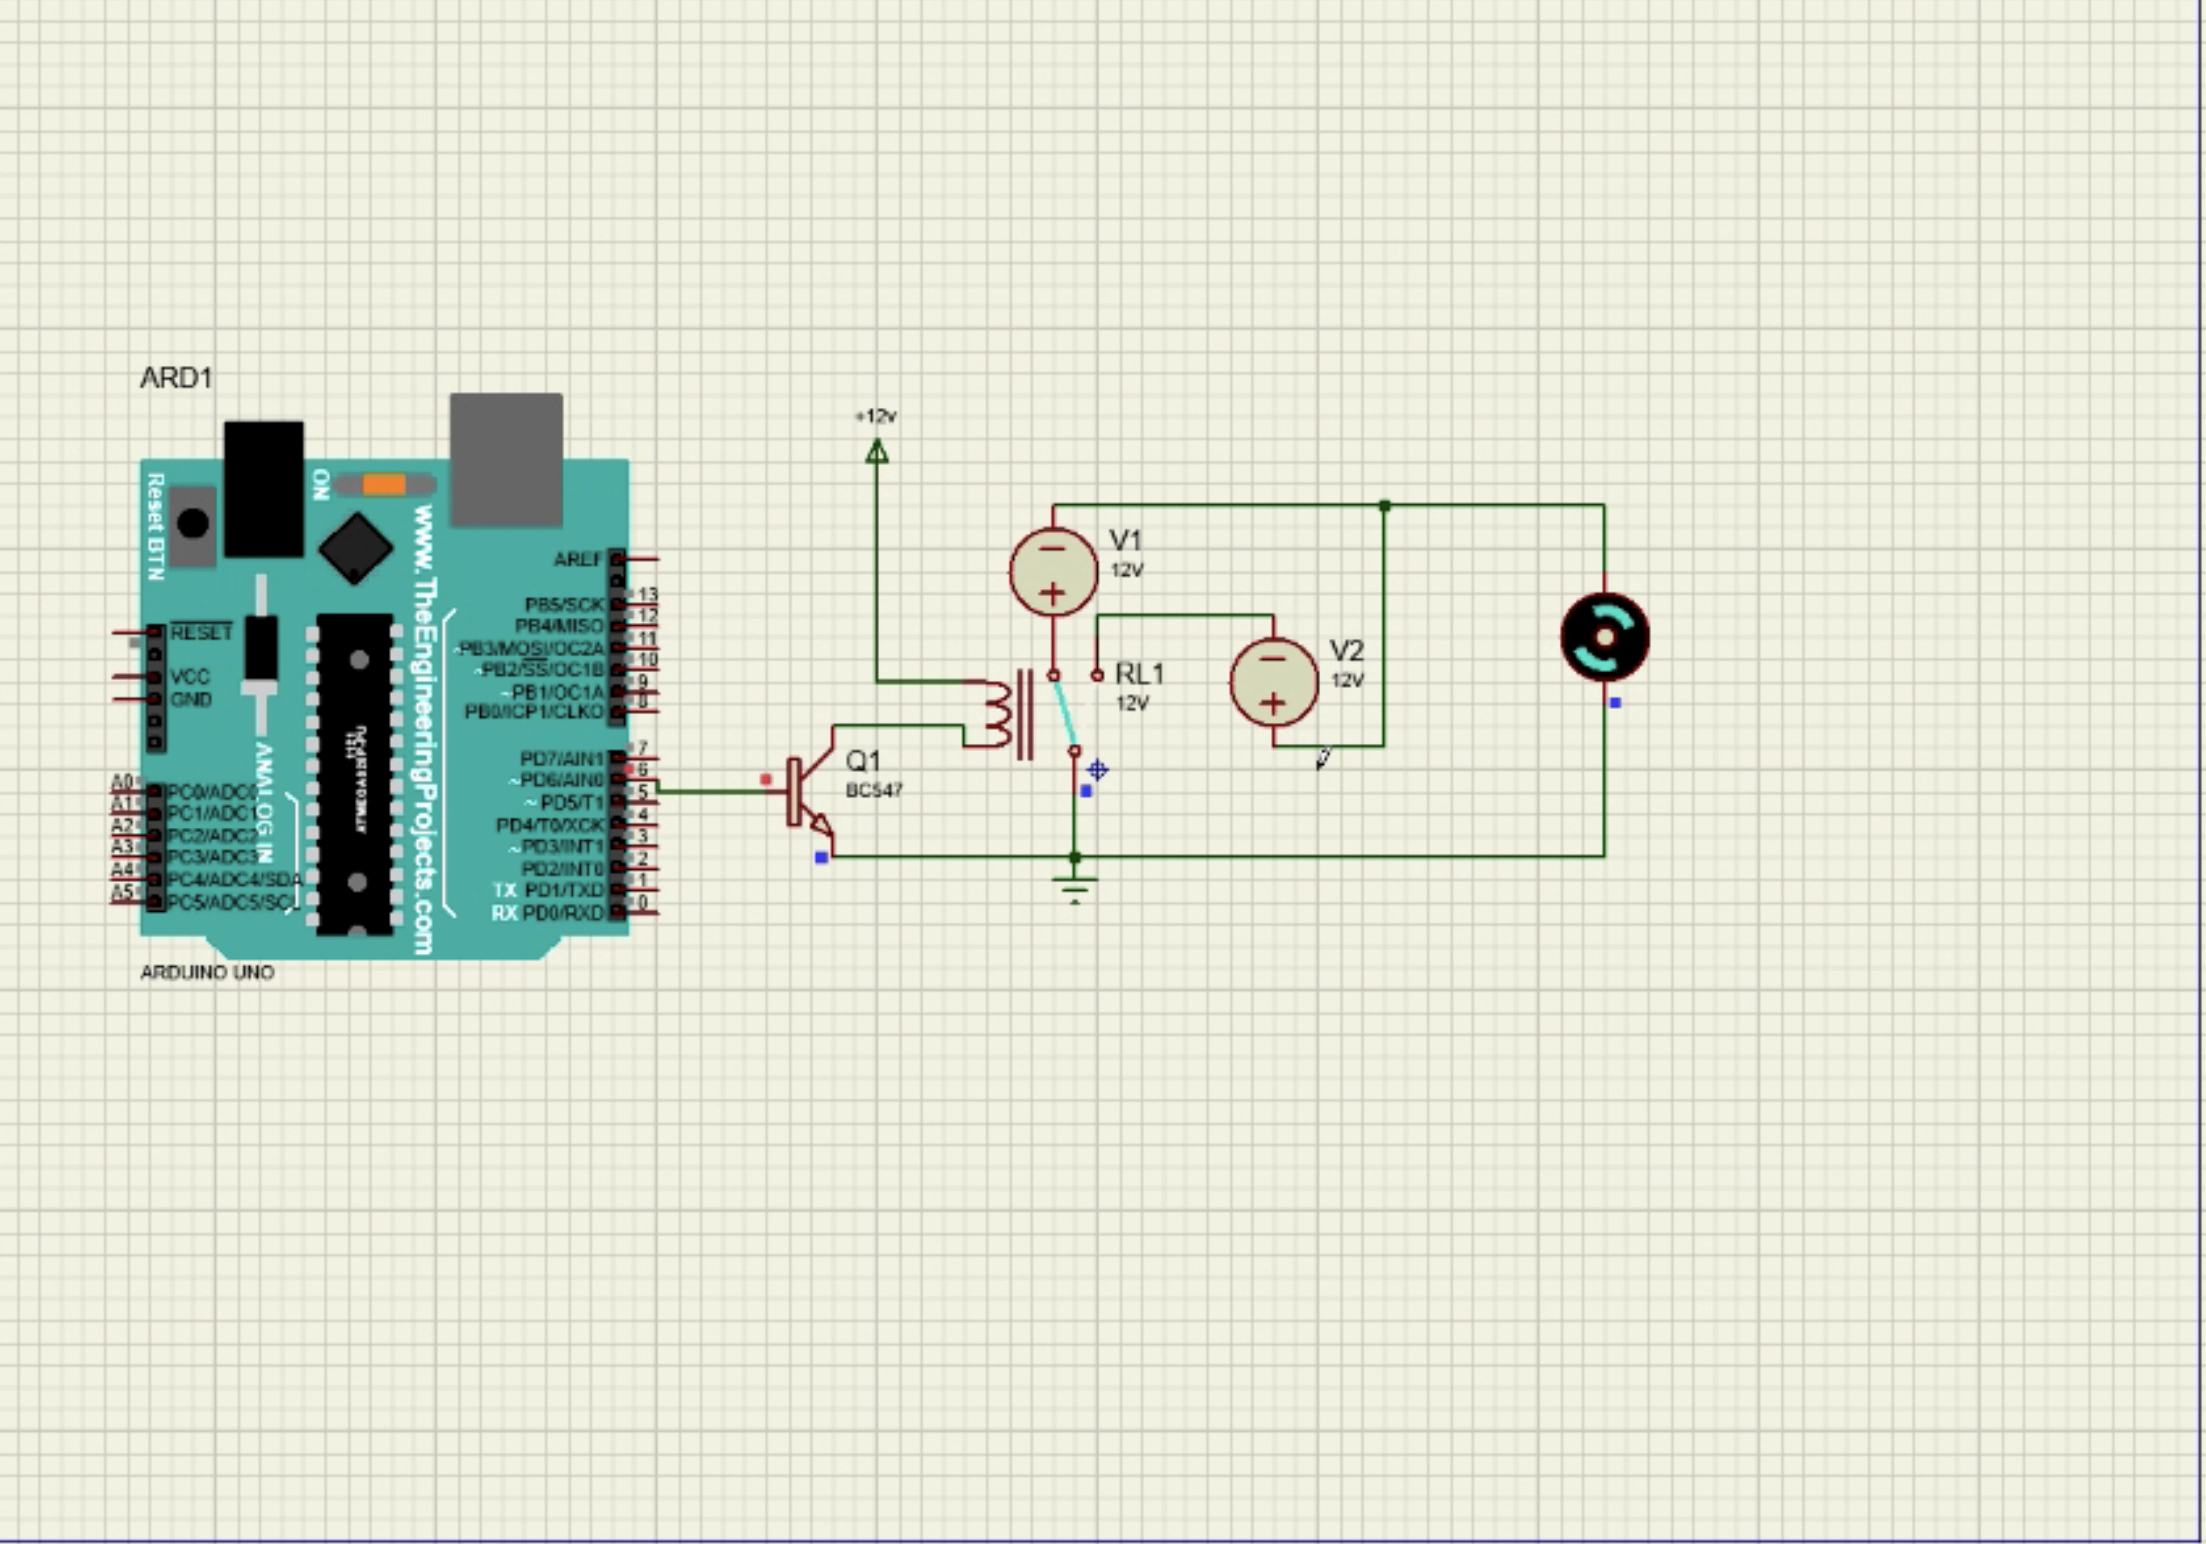 ARD1
ON
Reset BTN
www.TheEngineeringProjects.com
AREF
13
PB5/SCK
12
PB4/MISO
11
~PB3/MOSI/OC2A
10
~PB2/SS/OC1B
9
~PB1/OC1A
8
PB0/ICP1/CLKO
7
PD7/AIN1
6
~PD6/AIN0
5
~PD5/T1
4
PD4/T0/XCK
3
~PD3/INT1
2
PD2/INT0
1
TX PD1/TXD
0
RX PD0/RXD
RESET
VCC
GND
ANALOG IN
A0 PC0/ADC0
A1 PC1/ADC1
A2 PC2/ADC2
A3 PC3/ADC3
A4 PC4/ADC4/SDA
A5 PC5/ADC5/SCL
ARDUINO UNO
+12v
V1
12V
V2
12V
RL1
12V
Q1
BC547